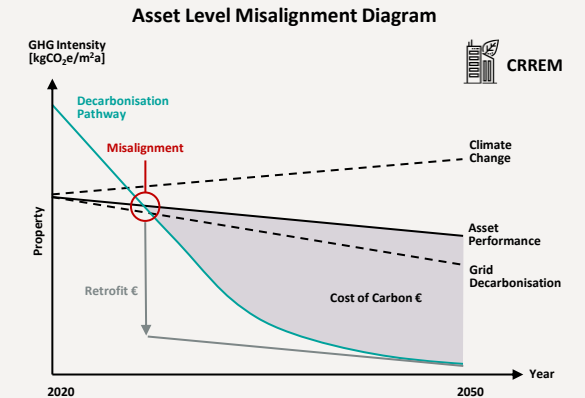 Asset Level Misalignment Diagram
GHG Intensity
[kgCO₂e/m²a]
CRREM
Decarbonisation
Pathway
Misalignment
Climate
Change
Property
Asset
Performance
Grid
Decarbonisation
Retrofit €
Cost of Carbon €
Year
2020
2050